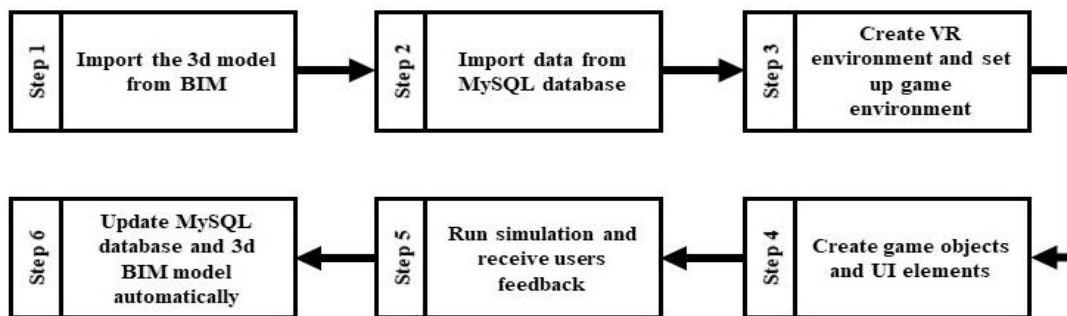 Step 1
Import the 3d model
from BIM
Step 2
Import data from
MySQL database
Step 3
Create VR
environment and set
up game
environment
Step 4
Create game objects
and UI elements
Step 5
Run simulation and
receive users
feedback
Step 6
Update MySQL
database and 3d
BIM model
automatically